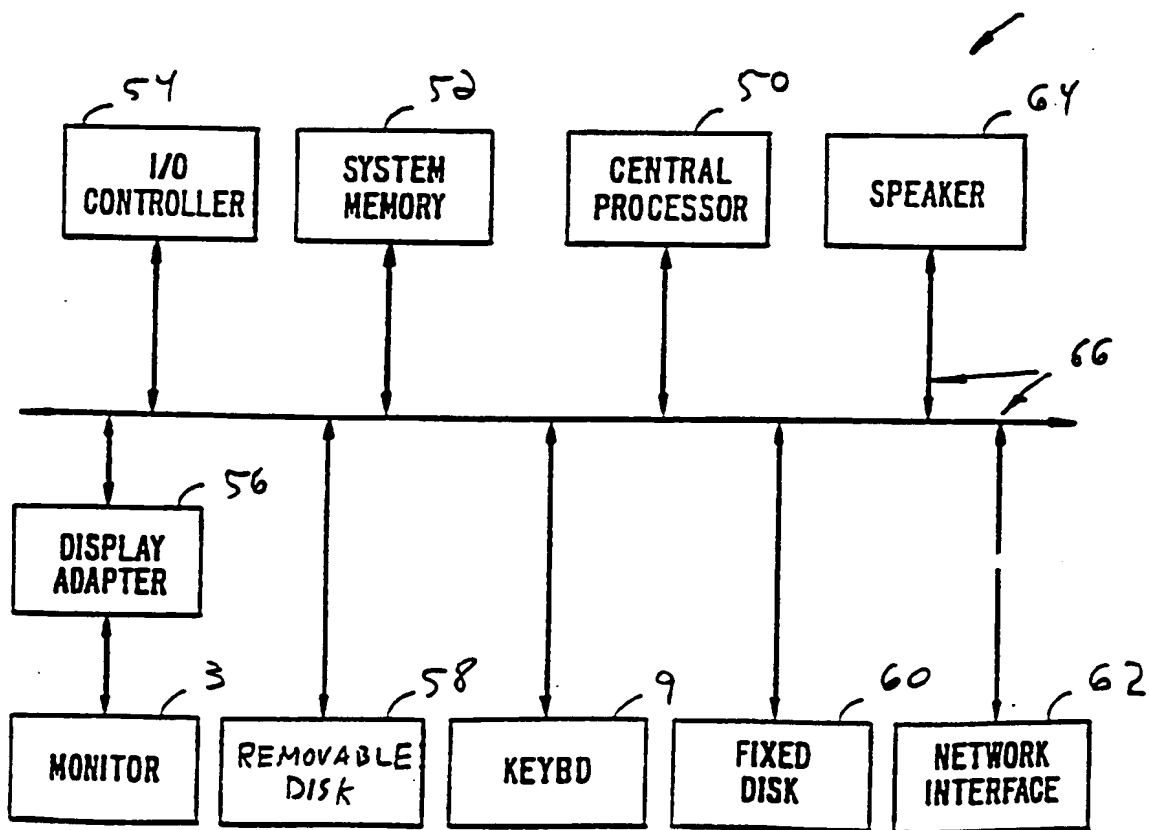 54
52
50
64
I/O
CONTROLLER
SYSTEM
MEMORY
CENTRAL
PROCESSOR
SPEAKER
66
56
DISPLAY
ADAPTER
3
58
9
60
62
MONITOR
REMOVABLE
DISK
KEYBD
FIXED
DISK
NETWORK
INTERFACE